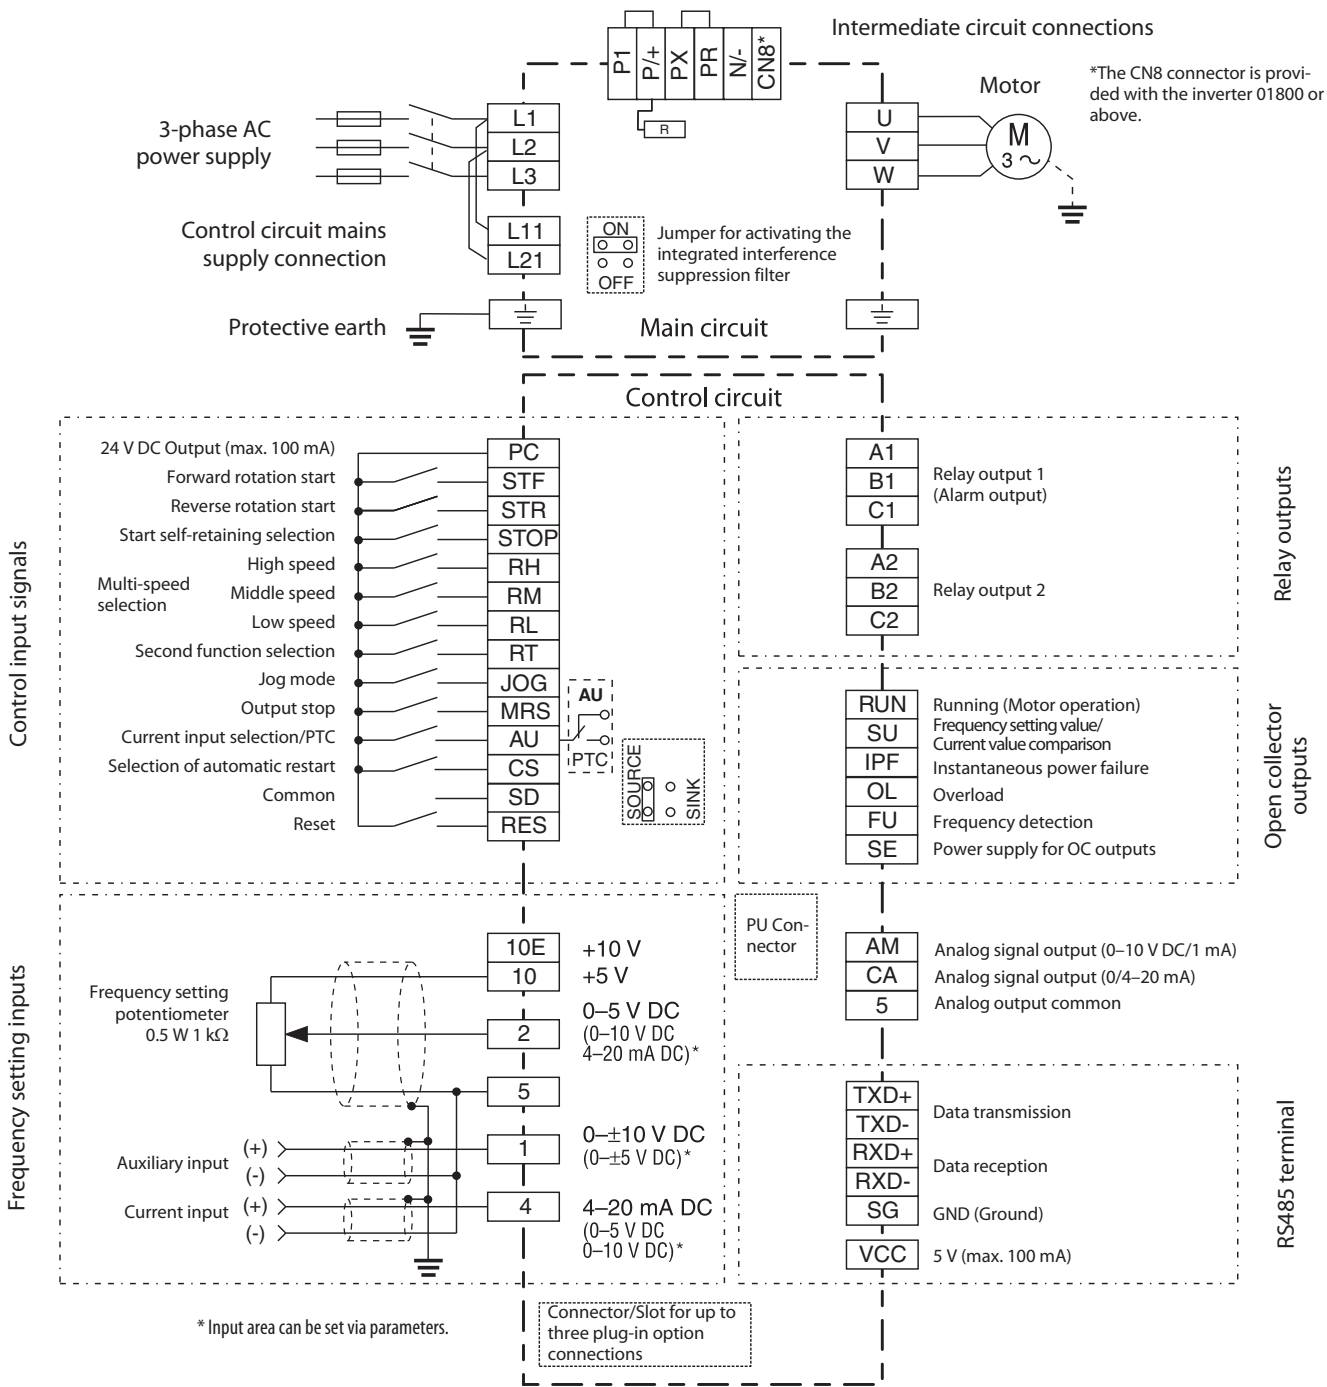 Intermediate circuit connections
P1
P/+
PX
PR
N/-
CN8*
R
*The CN8 connector is provi-
ded with the inverter 01800 or
above.
3-phase AC
power supply
L1
L2
L3
U
V
W
Motor
M
3 ~
Control circuit mains
supply connection
L11
L21
ON
OFF
Jumper for activating the
integrated interference
suppression filter
Protective earth
Main circuit
Control circuit
Control input signals
24 V DC Output (max. 100 mA)
PC
Forward rotation start
STF
Reverse rotation start
STR
Start self-retaining selection
STOP
Multi-speed
selection
High speed
RH
Middle speed
RM
Low speed
RL
Second function selection
RT
Jog mode
JOG
Output stop
MRS
Current input selection/PTC
AU
Selection of automatic restart
CS
Common
SD
Reset
RES
AU
PTC
SOURCE
SINK
A1
B1
C1
Relay output 1
(Alarm output)
A2
B2
C2
Relay output 2
Relay outputs
RUN
Running (Motor operation)
SU
Frequency setting value/
Current value comparison
IPF
Instantaneous power failure
OL
Overload
FU
Frequency detection
SE
Power supply for OC outputs
Open collector
outputs
PU Con-
nector
AM
Analog signal output (0–10 V DC/1 mA)
CA
Analog signal output (0/4–20 mA)
5
Analog output common
Frequency setting inputs
Frequency setting
potentiometer
0.5 W 1 kΩ
10E
+10 V
10
+5 V
2
0–5 V DC
(0–10 V DC
4–20 mA DC)*
5
Auxiliary input
(+)
(-)
1
0–±10 V DC
(0–±5 V DC)*
Current input
(+)
(-)
4
4–20 mA DC
(0–5 V DC
0–10 V DC)*
TXD+
TXD-
Data transmission
RXD+
RXD-
Data reception
SG
GND (Ground)
VCC
5 V (max. 100 mA)
RS485 terminal
* Input area can be set via parameters.
Connector/Slot for up to
three plug-in option
connections